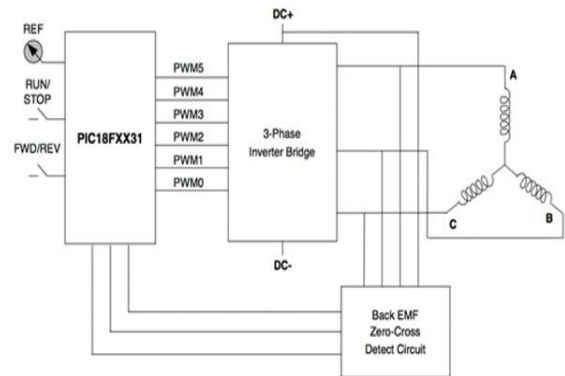 DC+
REF
RUN/
STOP
FWD/REV
PIC18FXX31
PWM5
PWM4
PWM3
PWM2
PWM1
PWM0
3-Phase
Inverter Bridge
DC-
A
B
C
Back EMF
Zero-Cross
Detect Circuit